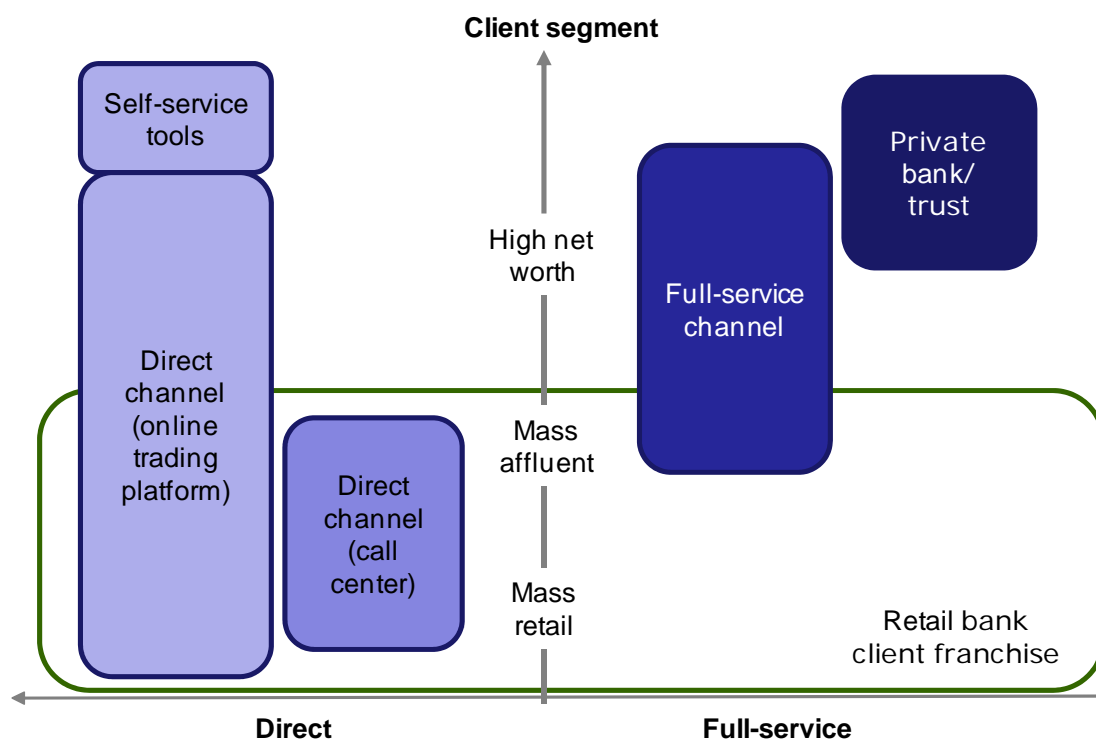 Client segment
Self-service
tools
Private
bank/
trust
High net
worth
Full-service
channel
Direct
channel
(online
trading
platform)
Mass
affluent
Direct
channel
(call
center)
Mass
retail
Retail bank
client franchise
Direct
Full-service